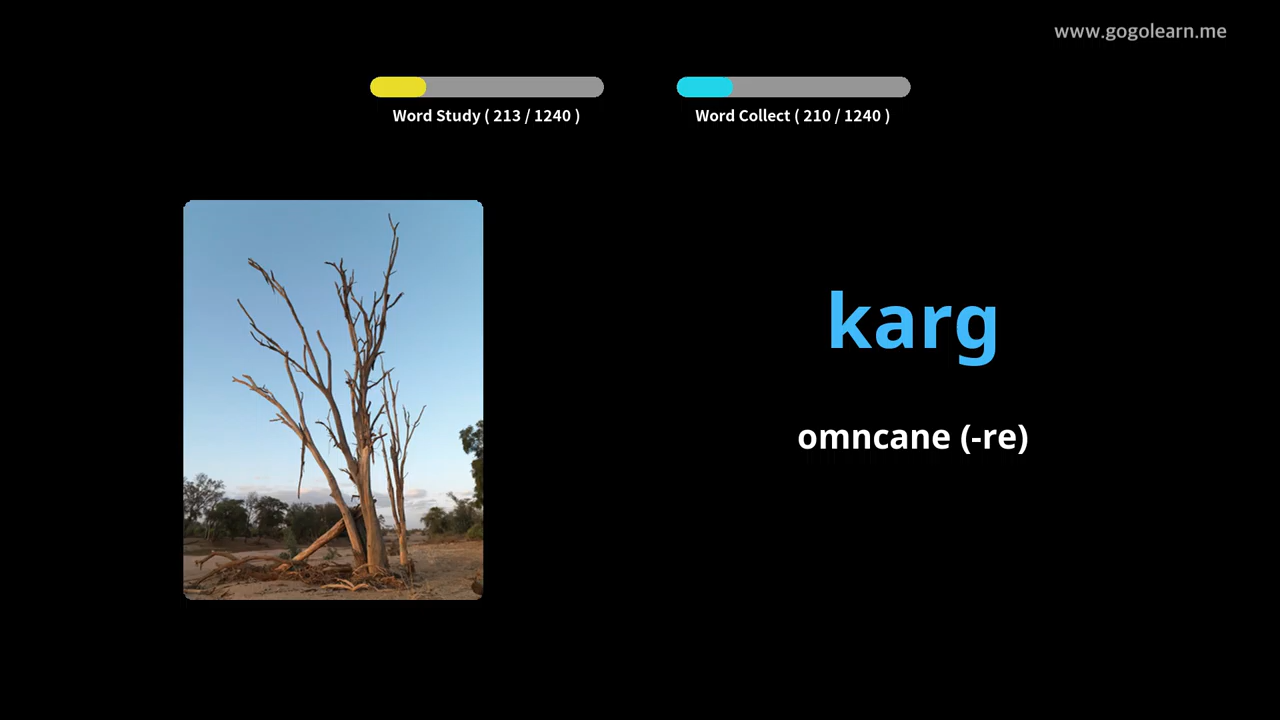 www.gogolearn.me
Word Study ( 213 / 1240 )
Word Collect ( 210 / 1240 )
karg
omncane (-re)